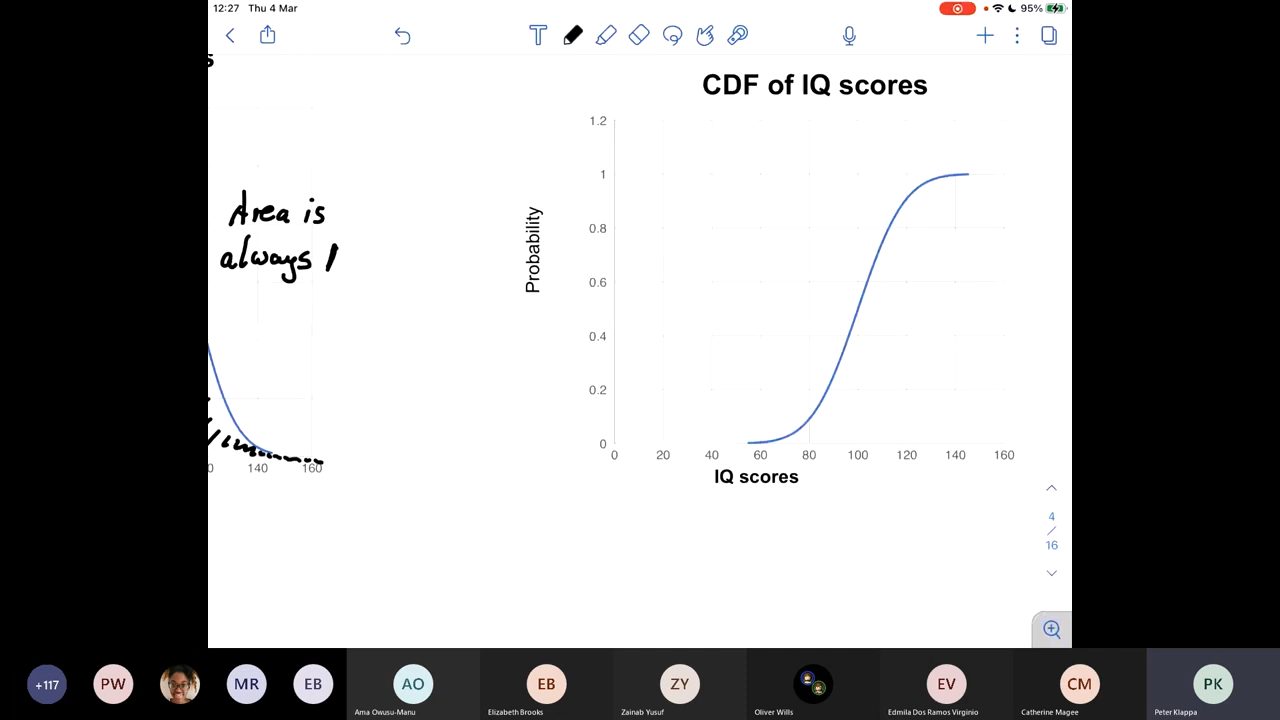 12:27 Thu 4 Mar
95%
CDF of IQ scores
Area is
always 1
Probability
1.2
1
0.8
0.6
0.4
0.2
0
0 20 40 60 80 100 120 140 160
IQ scores
0 140 160
4
/
16
+117
PW
MR
EB
AO
Ama Owusu-Manu
EB
Elizabeth Brooks
ZY
Zainab Yusuf
Oliver Wills
EV
Edmila Dos Ramos Virginio
CM
Catherine Magee
PK
Peter Klappa